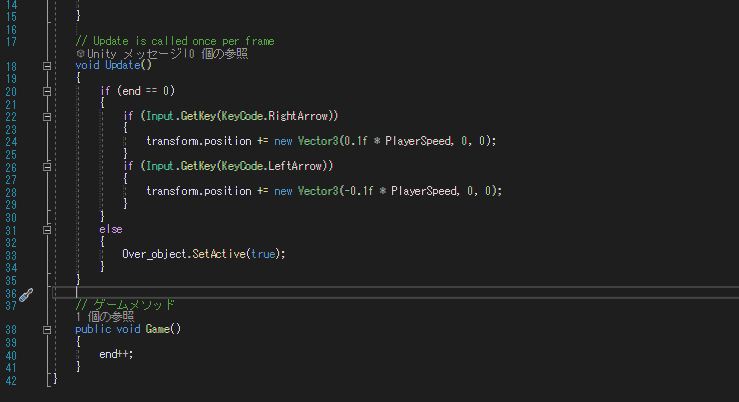 14
15 }
16
17 // Update is called once per frame
Unity メッセージ|0 個の参照
18 void Update()
19 {
20 if (end == 0)
21 {
22 if (Input.GetKey(KeyCode.RightArrow))
23 {
24 transform.position += new Vector3(0.1f * PlayerSpeed, 0, 0);
25 }
26 if (Input.GetKey(KeyCode.LeftArrow))
27 {
28 transform.position += new Vector3(-0.1f * PlayerSpeed, 0, 0);
29 }
30 }
31 else
32 {
33 Over_object.SetActive(true);
34 }
35 }
36
37 // ゲームメソッド
1 個の参照
38 public void Game()
39 {
40 end++;
41 }
42 }